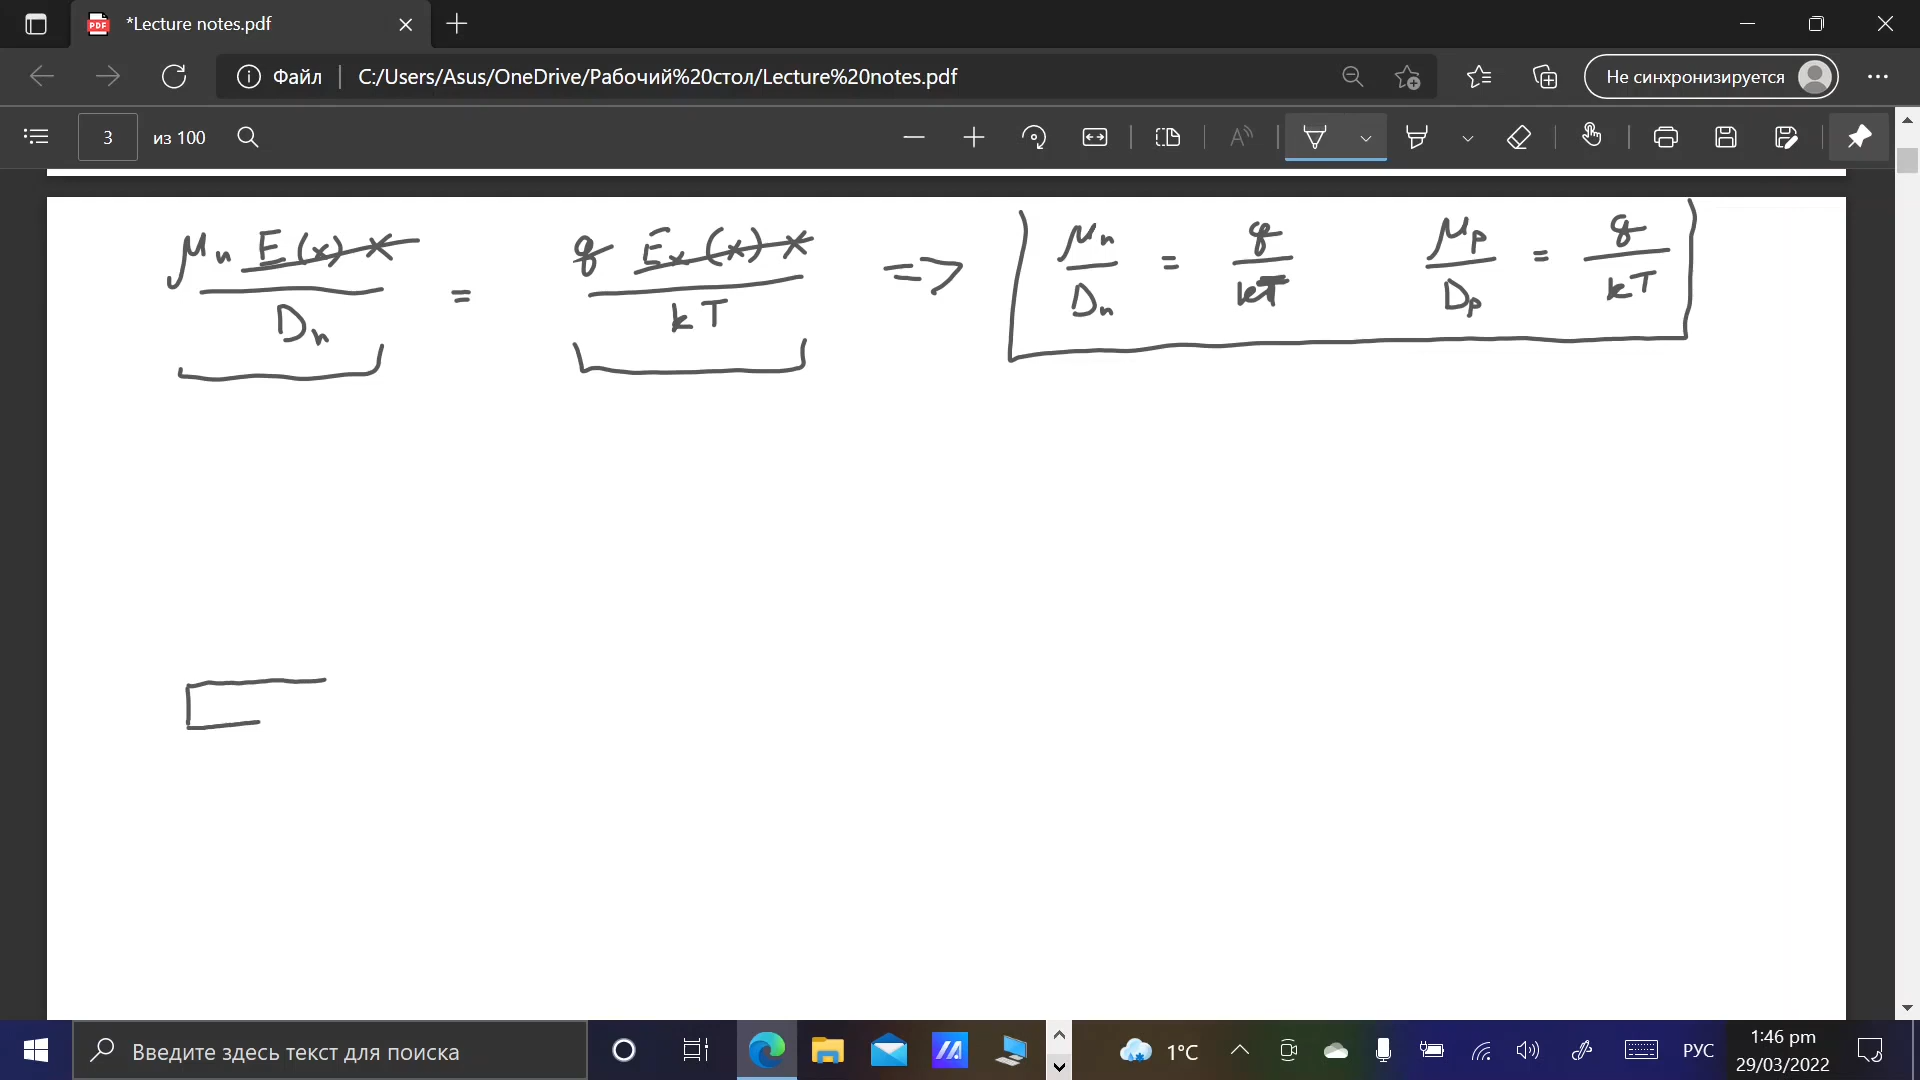 *Lecture notes.pdf
Файл | C:/Users/Asus/OneDrive/Рабочий%20стол/Lecture%20notes.pdf
Не синхронизируется
3 из 100
μn E(x) x / Dn = q Ex(x) x / kT => μn / Dn = q / kT μp / Dp = q / kT
Введите здесь текст для поиска
1°C
РУС
1:46 pm
29/03/2022